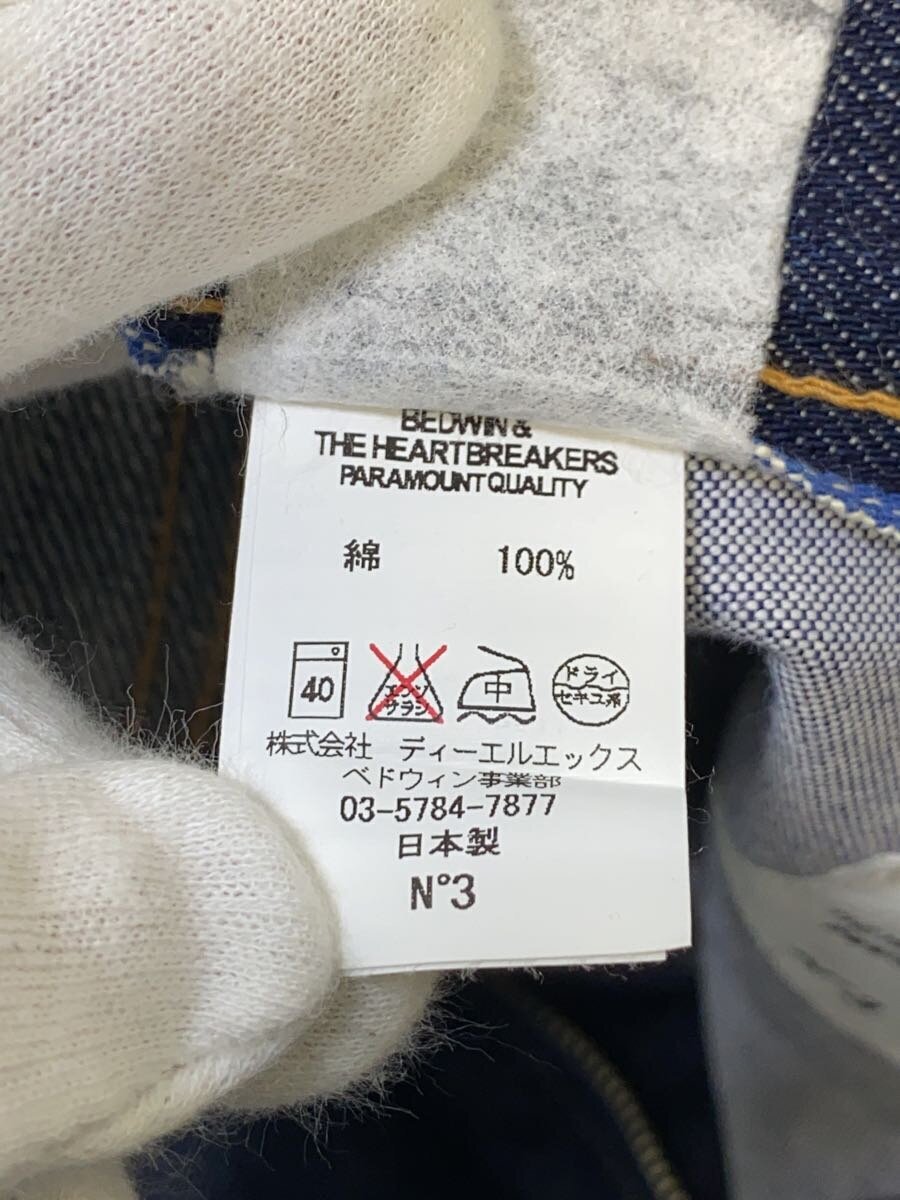 BEDWIN &
THE HEARTBREAKERS
PARAMOUNT QUALITY
綿 100%
40 エンソ サラシ 中 ドライ セキユ系
株式会社 ディーエルエックス
ベドウィン事業部
03-5784-7877
日本製
N°3